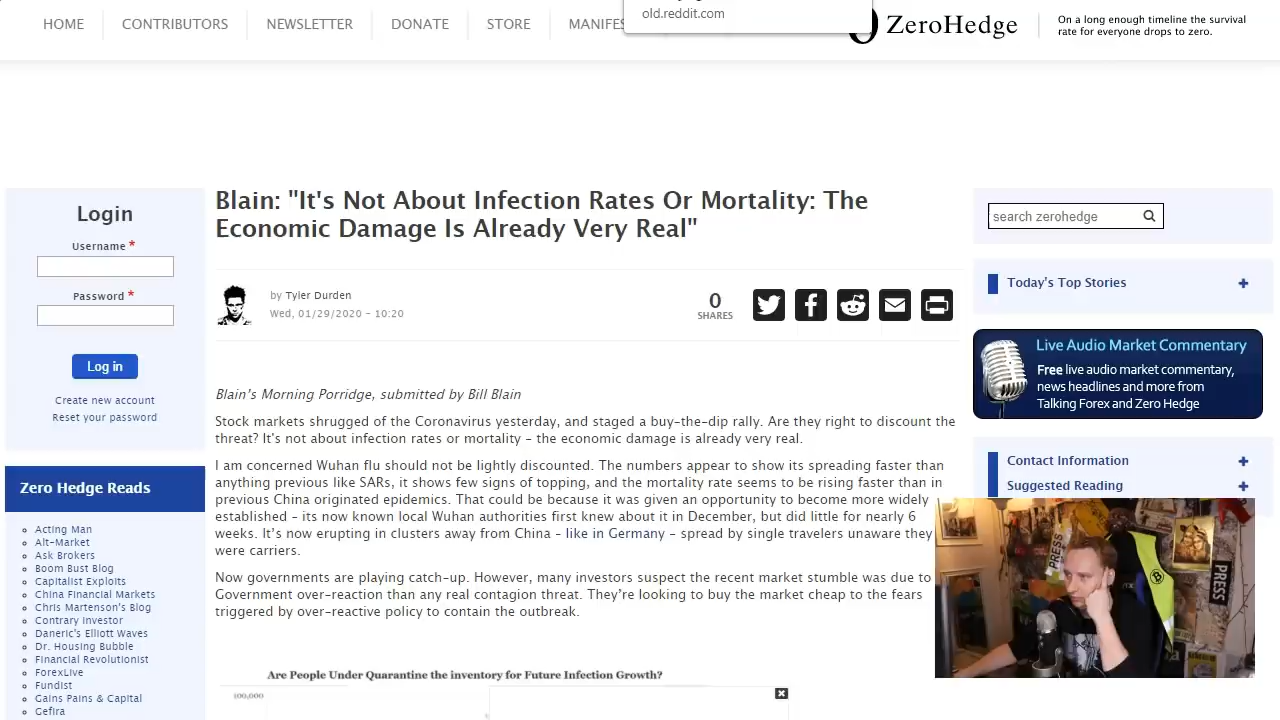 old.reddit.com
HOME
CONTRIBUTORS
NEWSLETTER
DONATE
STORE
ZeroHedge
On a long enough timeline the survival
rate for everyone drops to zero.
Login
Username *
Password *
Log in
Create new account
Reset your password
Zero Hedge Reads
Acting Man
Alt-Market
Ask Brokers
Boom Bust Blog
Capitalist Exploits
China Financial Markets
Chris Martenson's Blog
Contrary Investor
Daneric's Elliott Waves
Dr. Housing Bubble
Financial Revolutionist
ForexLive
Fundist
Gains Pains & Capital
Gefira
Blain: "It's Not About Infection Rates Or Mortality: The
Economic Damage Is Already Very Real"
by Tyler Durden
Wed, 01/29/2020 - 10:20
0
SHARES
Blain's Morning Porridge, submitted by Bill Blain
Stock markets shrugged of the Coronavirus yesterday, and staged a buy-the-dip rally. Are they right to discount the
threat? It's not about infection rates or mortality – the economic damage is already very real.
I am concerned Wuhan flu should not be lightly discounted. The numbers appear to show its spreading faster than
anything previous like SARs, it shows few signs of topping, and the mortality rate seems to be rising faster than in
previous China originated epidemics. That could be because it was given an opportunity to become more widely
established – its now known local Wuhan authorities first knew about it in December, but did little for nearly 6
weeks. It's now erupting in clusters away from China – like in Germany – spread by single travelers unaware they
were carriers.
Now governments are playing catch-up. However, many investors suspect the recent market stumble was due to
Government over-reaction than any real contagion threat. They're looking to buy the market cheap to the fears
triggered by over-reactive policy to contain the outbreak.
Are People Under Quarantine the inventory for Future Infection Growth?
100,000
search zerohedge
Today's Top Stories
Live Audio Market Commentary
Free live audio market commentary,
news headlines and more from
Talking Forex and Zero Hedge
Contact Information
Suggested Reading
PRESS
PRESS